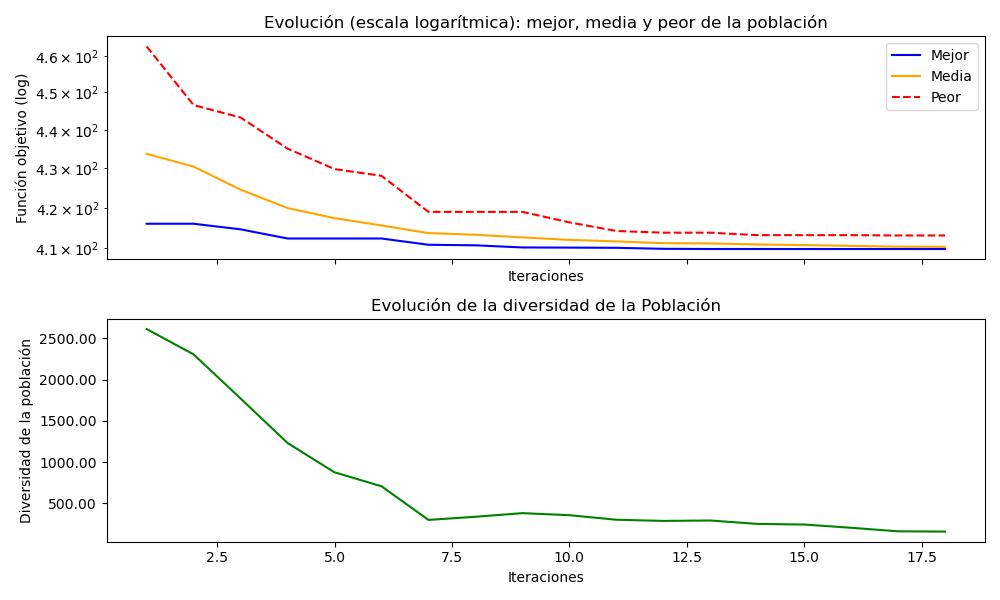 Evolución (escala logarítmica): mejor, media y peor de la población
Función objetivo (log)
4.6 × 10²
4.5 × 10²
4.4 × 10²
4.3 × 10²
4.2 × 10²
4.1 × 10²
Mejor
Media
Peor
Iteraciones
Evolución de la diversidad de la Población
Diversidad de la población
2500.00
2000.00
1500.00
1000.00
500.00
2.5 5.0 7.5 10.0 12.5 15.0 17.5
Iteraciones